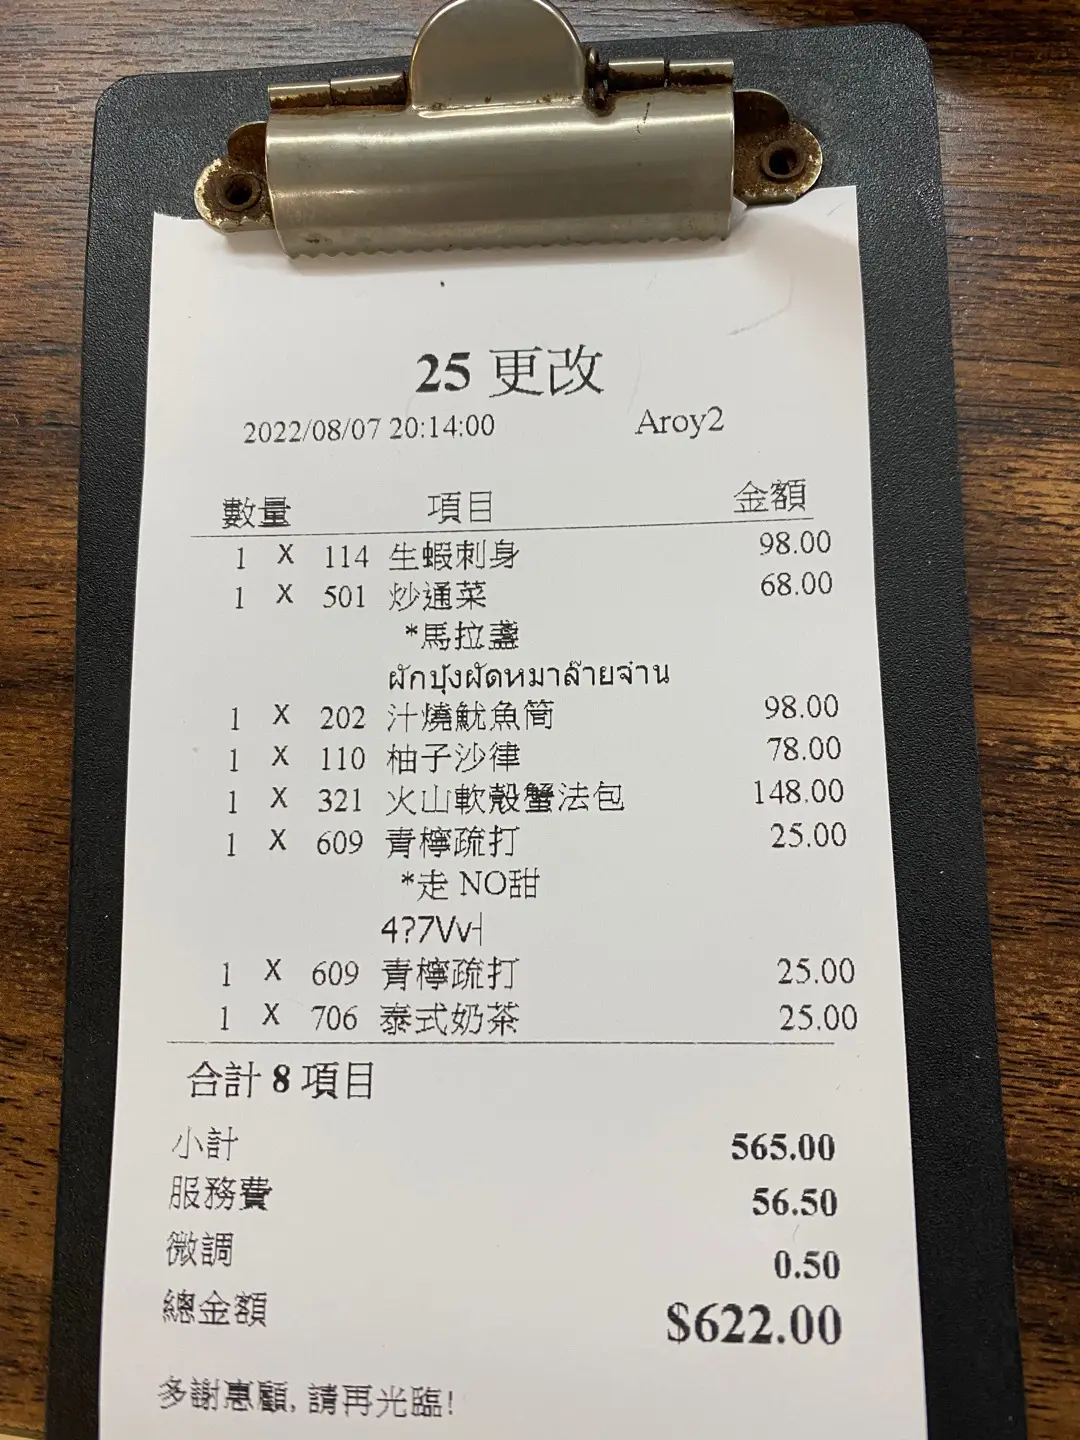 25 更改
2022/08/07 20:14:00 Aroy2
數量 項目 金額
1 X 114 生蝦刺身 98.00
1 X 501 炒通菜 68.00
*馬拉盞
ผักบุ้งผัดหมาล๊ายจ่าน
1 X 202 汁燒魷魚筒 98.00
1 X 110 柚子沙律 78.00
1 X 321 火山軟殼蟹法包 148.00
1 X 609 青檸疏打 25.00
*走 NO甜
4?7Vv┤
1 X 609 青檸疏打 25.00
1 X 706 泰式奶茶 25.00
合計 8 項目
小計 565.00
服務費 56.50
微調 0.50
總金額 $622.00
多謝惠顧, 請再光臨!